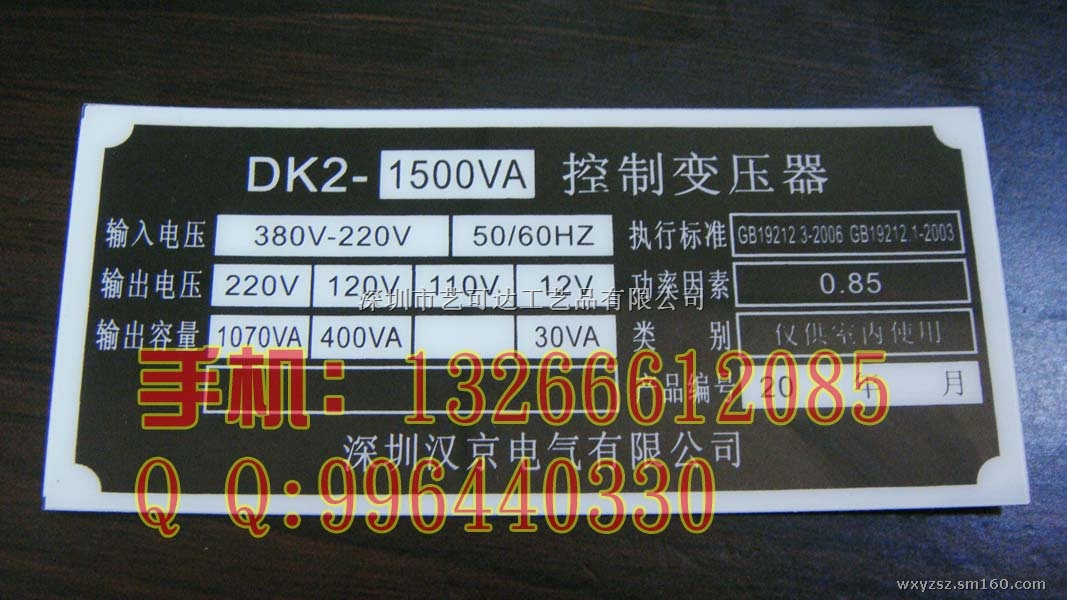 DK2-1500VA 控制变压器
输入电压 380V-220V 50/60HZ 执行标准 GB19212.3-2006 GB19212.1-2003
输出电压 220V 120V 110V 12V 功率因素 0.85
深圳市艺可达工艺品有限公司
输出容量 1070VA 400VA 30VA 类别 仅供室内使用
手机：13266612085
产品编号 20 年 月
深圳汉京电气有限公司
QQ:996440330
wxyzsz.sm160.com